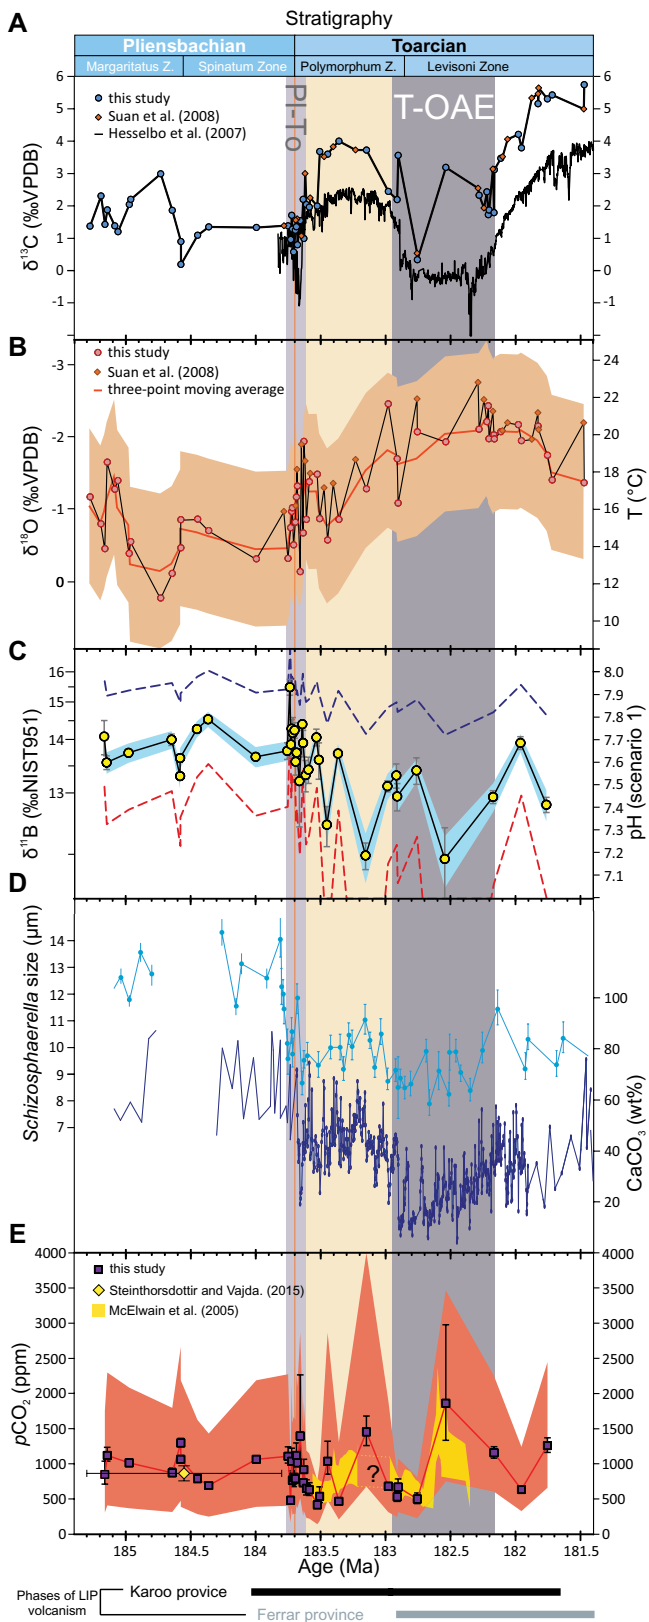 Stratigraphy
A
Pliensbachian Toarcian
Margaritatus Z. Spinatum Zone Polymorphum Z. Levisoni Zone
this study
Suan et al. (2008)
Hesselbo et al. (2007)
Pl-To
T-OAE
δ13C (‰VPDB)
6 5 4 3 2 1 0 -1
δ13C (‰VPDB)
6 5 4 3 2 1 0 -1
B
this study
Suan et al. (2008)
three-point moving average
δ18O (‰VPDB)
-3 -2 -1 0
T (°C)
24 22 20 18 16 14 12 10
C
δ11B (‰NIST951)
16 15 14 13
pH (scenario 1)
8.0 7.9 7.8 7.7 7.6 7.5 7.4 7.3 7.2 7.1
D
Schizosphaerella size (µm)
14 13 12 11 10 9 8 7
CaCO3 (wt%)
100 80 60 40 20
E
this study
Steinthorsdottir and Vajda. (2015)
McElwain et al. (2005)
?
pCO2 (ppm)
4000 3500 3000 2500 2000 1500 1000 500 0
pCO2 (ppm)
4000 3500 3000 2500 2000 1500 1000 500 0
185 184.5 184 183.5 183 182.5 182 181.5
Age (Ma)
Phases of LIP volcanism
Karoo provice
Ferrar province